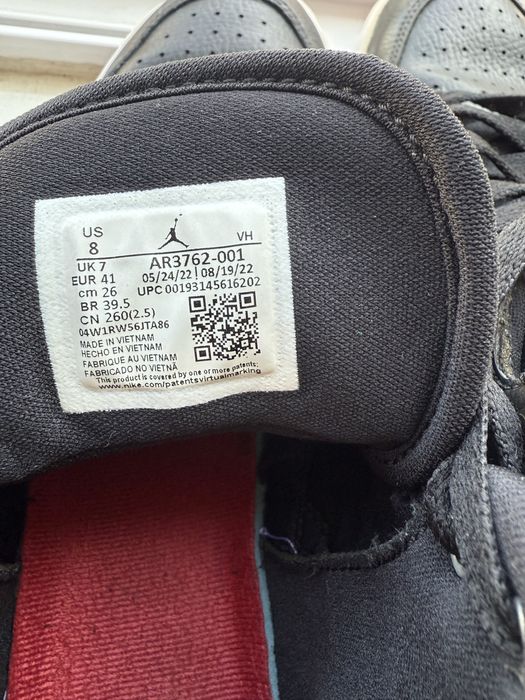 US
8
VH
UK 7
AR3762-001
EUR 41
05/24/22 | 08/19/22
cm 26
UPC 00193145616202
BR 39.5
CN 260(2.5)
04W1RW56JTA86
MADE IN VIETNAM
HECHO EN VIETNAM
FABRIQUE AU VIETNAM
FABRICADO NO VIETNÃ
This product is covered by one or more patents:
www.nike.com/patentsvirtualmarking